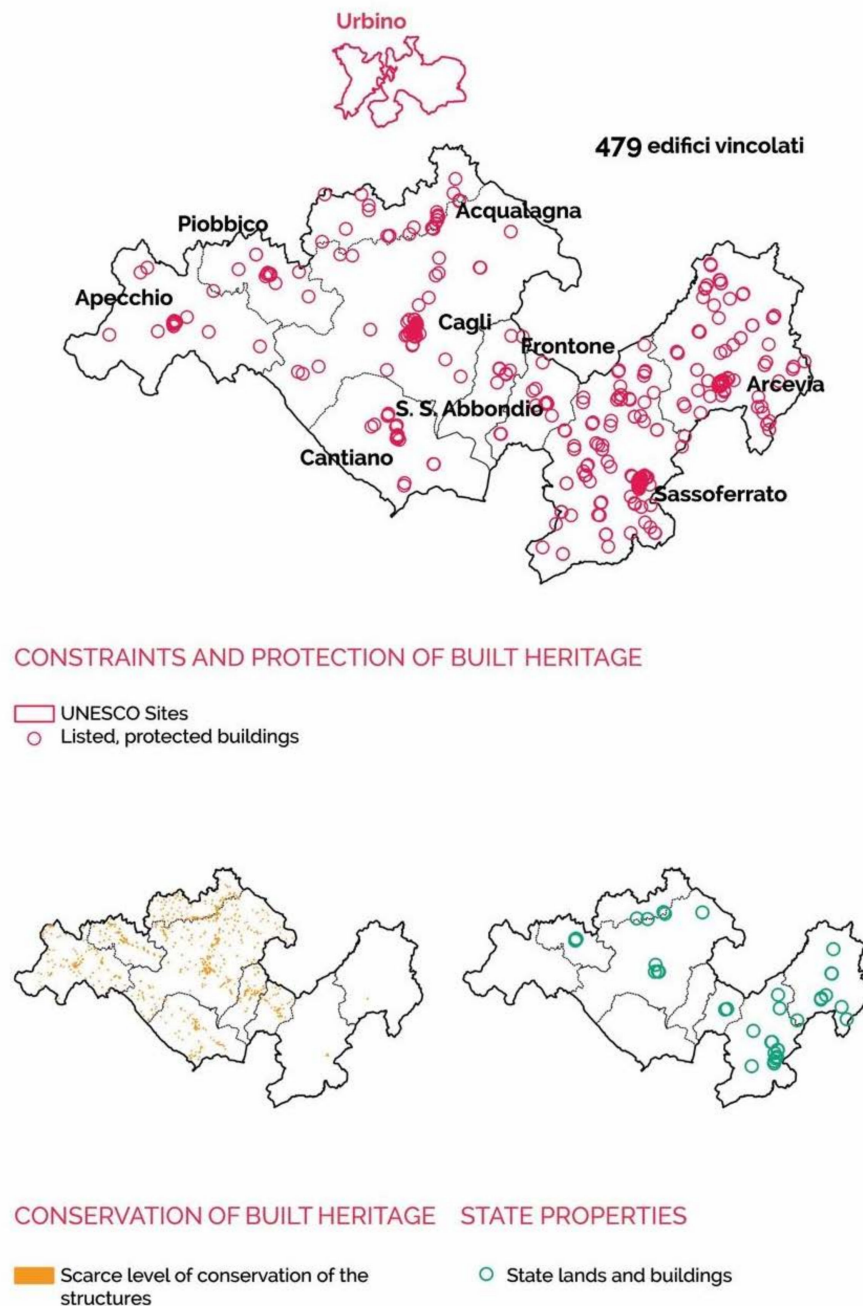 Urbino
479 edifici vincolati
Acqualagna
Piobbico
Apecchio
Cagli
Frontone
Arcevia
S. S. Abbondio
Cantiano
Sassoferrato
CONSTRAINTS AND PROTECTION OF BUILT HERITAGE
UNESCO Sites
Listed, protected buildings
CONSERVATION OF BUILT HERITAGE
Scarce level of conservation of the
structures
STATE PROPERTIES
State lands and buildings